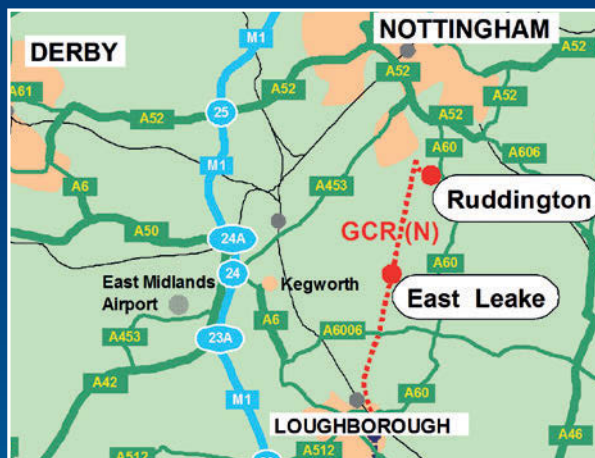 M1
NOTTINGHAM
DERBY
A52
A52
A61
A52
A52
A52
25
A52
A52
A60
A606
M1
A6
A453
Ruddington
A50
24A
GCR (N)
24
A60
East Midlands
Airport
Kegworth
East Leake
A453
23A
A6
A6006
A42
M1
A60
LOUGHBOROUGH
A46
A512
A512